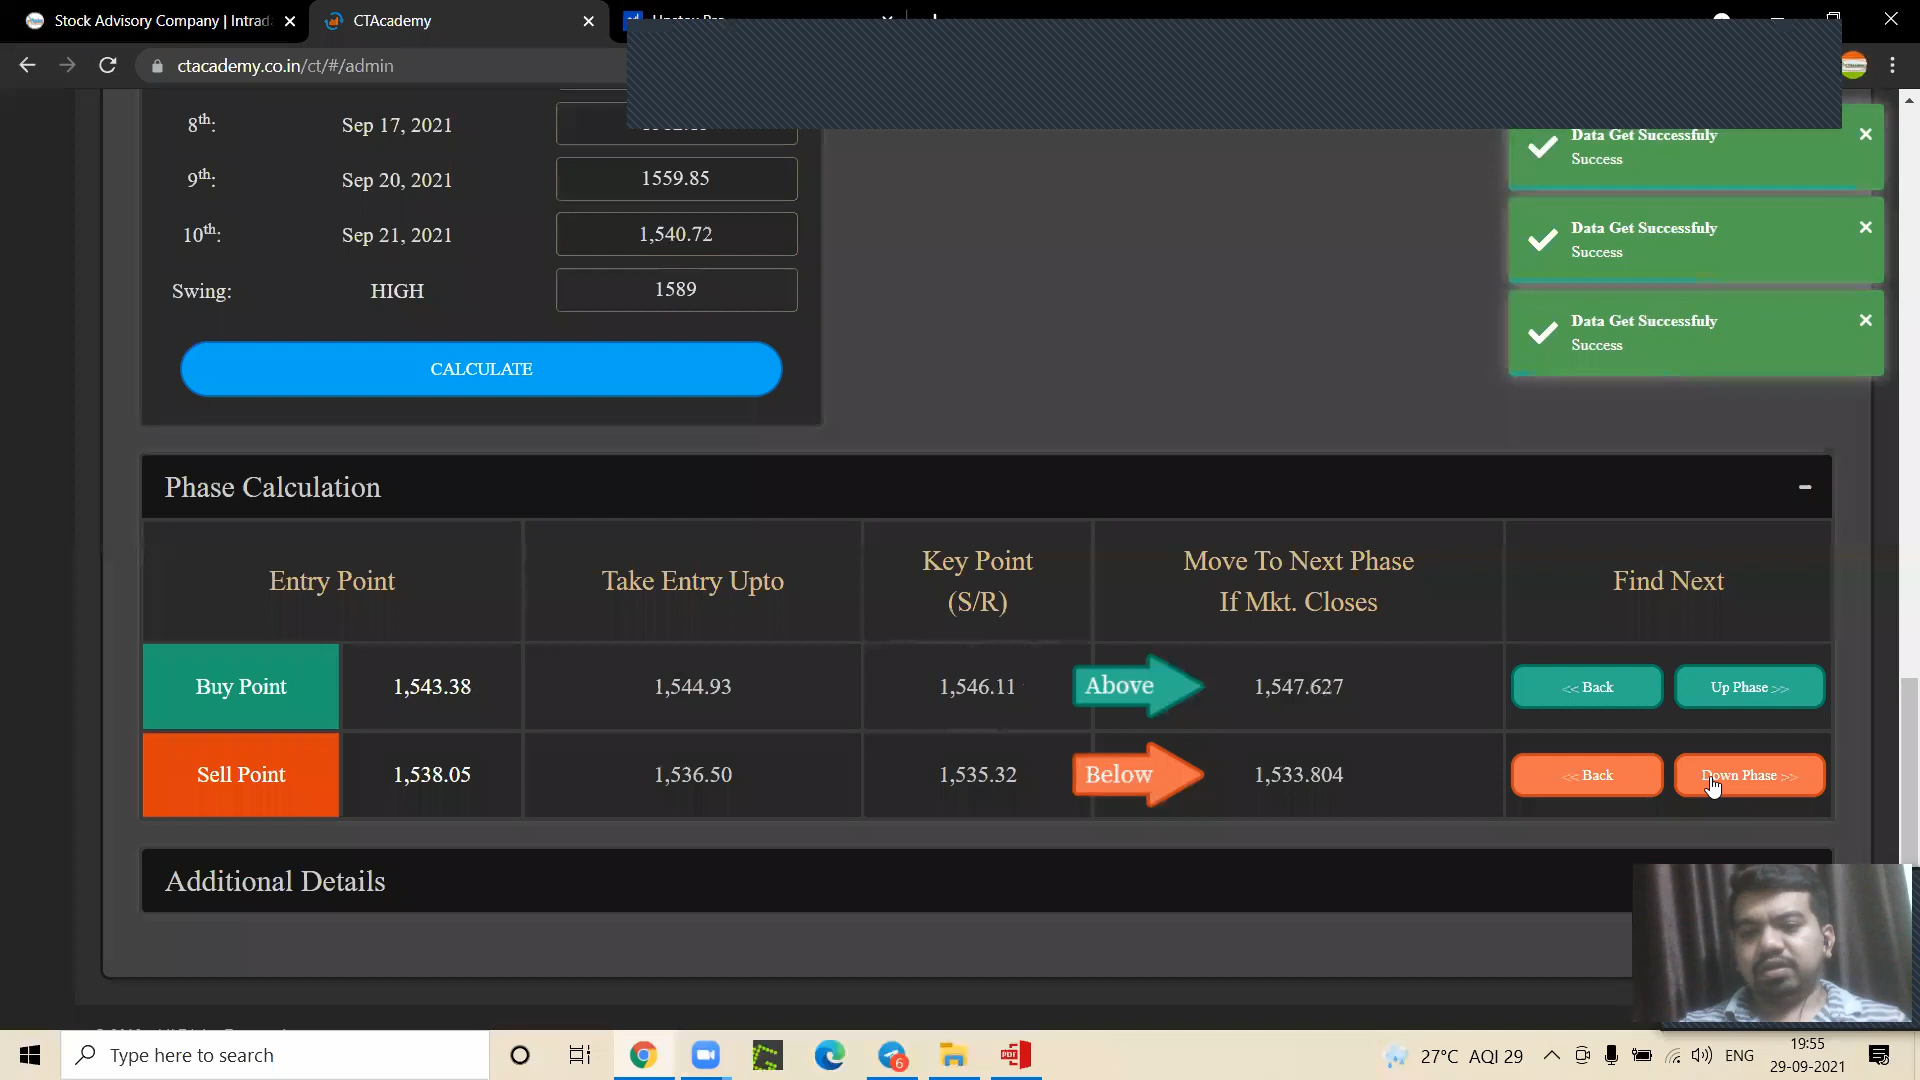 Stock Advisory Company | Intrad
CTAcademy
ctacademy.co.in/ct/#/admin
8th: Sep 17, 2021
9th: Sep 20, 2021 1559.85
10th: Sep 21, 2021 1,540.72
Swing: HIGH 1589
CALCULATE
Data Get Successfuly
Success
Data Get Successfuly
Success
Data Get Successfuly
Success
Phase Calculation
Entry Point
Take Entry Upto
Key Point
(S/R)
Move To Next Phase
If Mkt. Closes
Find Next
Buy Point 1,543.38 1,544.93 1,546.11 Above 1,547.627 << Back Up Phase >>
Sell Point 1,538.05 1,536.50 1,535.32 Below 1,533.804 << Back Down Phase >>
Additional Details
Type here to search
6
PDF
27°C AQI 29
ENG
19:55
29-09-2021